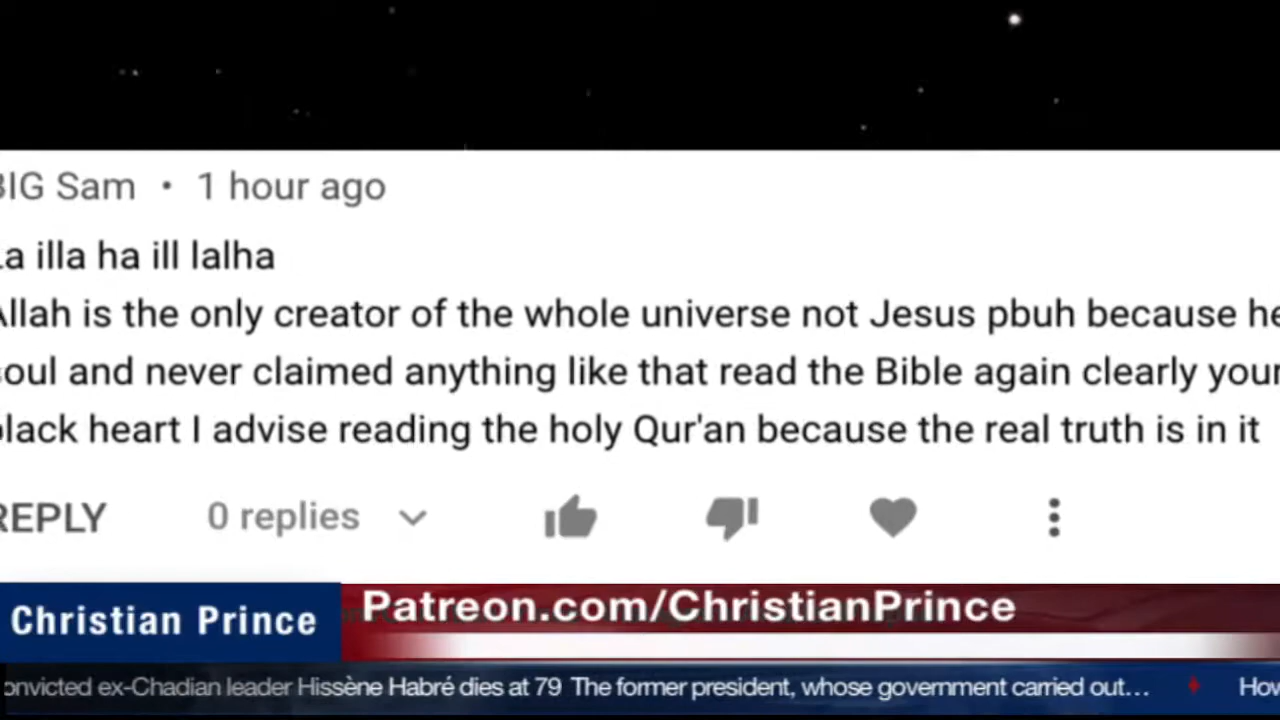 BIG Sam • 1 hour ago
La illa ha ill lalha
Allah is the only creator of the whole universe not Jesus pbuh because he
soul and never claimed anything like that read the Bible again clearly your
black heart I advise reading the holy Qur'an because the real truth is in it
REPLY 0 replies
Christian Prince
Patreon.com/ChristianPrince
onvicted ex-Chadian leader Hissène Habré dies at 79 The former president, whose government carried out… How